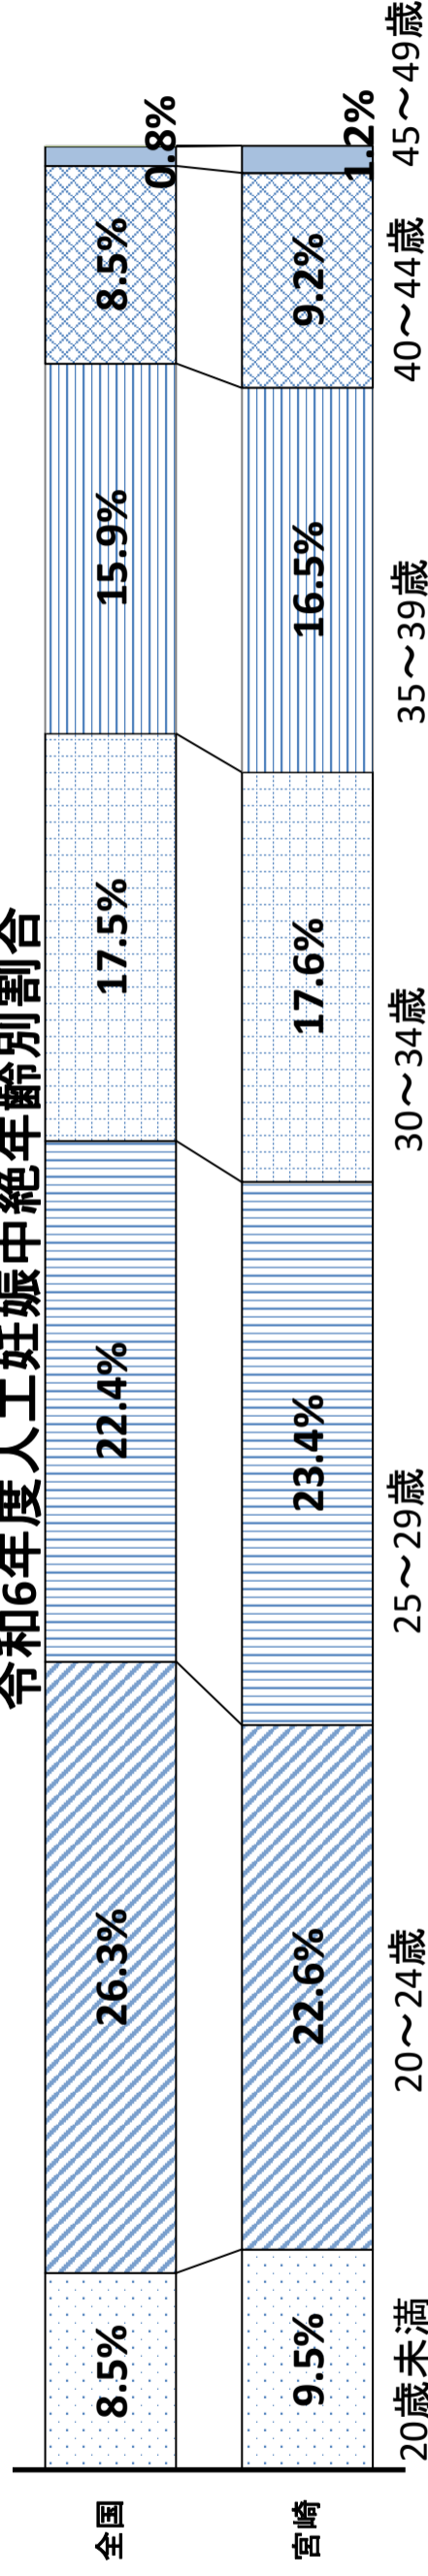 令和6年度人工妊娠中絶年齢別割合
全国
8.5%
26.3%
22.4%
17.5%
15.9%
8.5%
0.8%
宮崎
9.5%
22.6%
23.4%
17.6%
16.5%
9.2%
1.2%
20歳未満
20～24歳
25～29歳
30～34歳
35～39歳
40～44歳
45～49歳